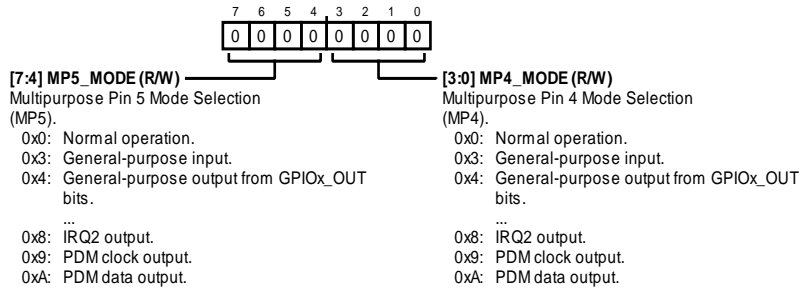 7 6 5 4 3 2 1 0
0 0 0 0 0 0 0 0
[7:4] MP5_MODE (R/W)
Multipurpose Pin 5 Mode Selection
(MP5).
0x0: Normal operation.
0x3: General-purpose input.
0x4: General-purpose output from GPIOx_OUT
bits.
...
0x8: IRQ2 output.
0x9: PDM clock output.
0xA: PDM data output.
[3:0] MP4_MODE (R/W)
Multipurpose Pin 4 Mode Selection
(MP4).
0x0: Normal operation.
0x3: General-purpose input.
0x4: General-purpose output from GPIOx_OUT
bits.
...
0x8: IRQ2 output.
0x9: PDM clock output.
0xA: PDM data output.